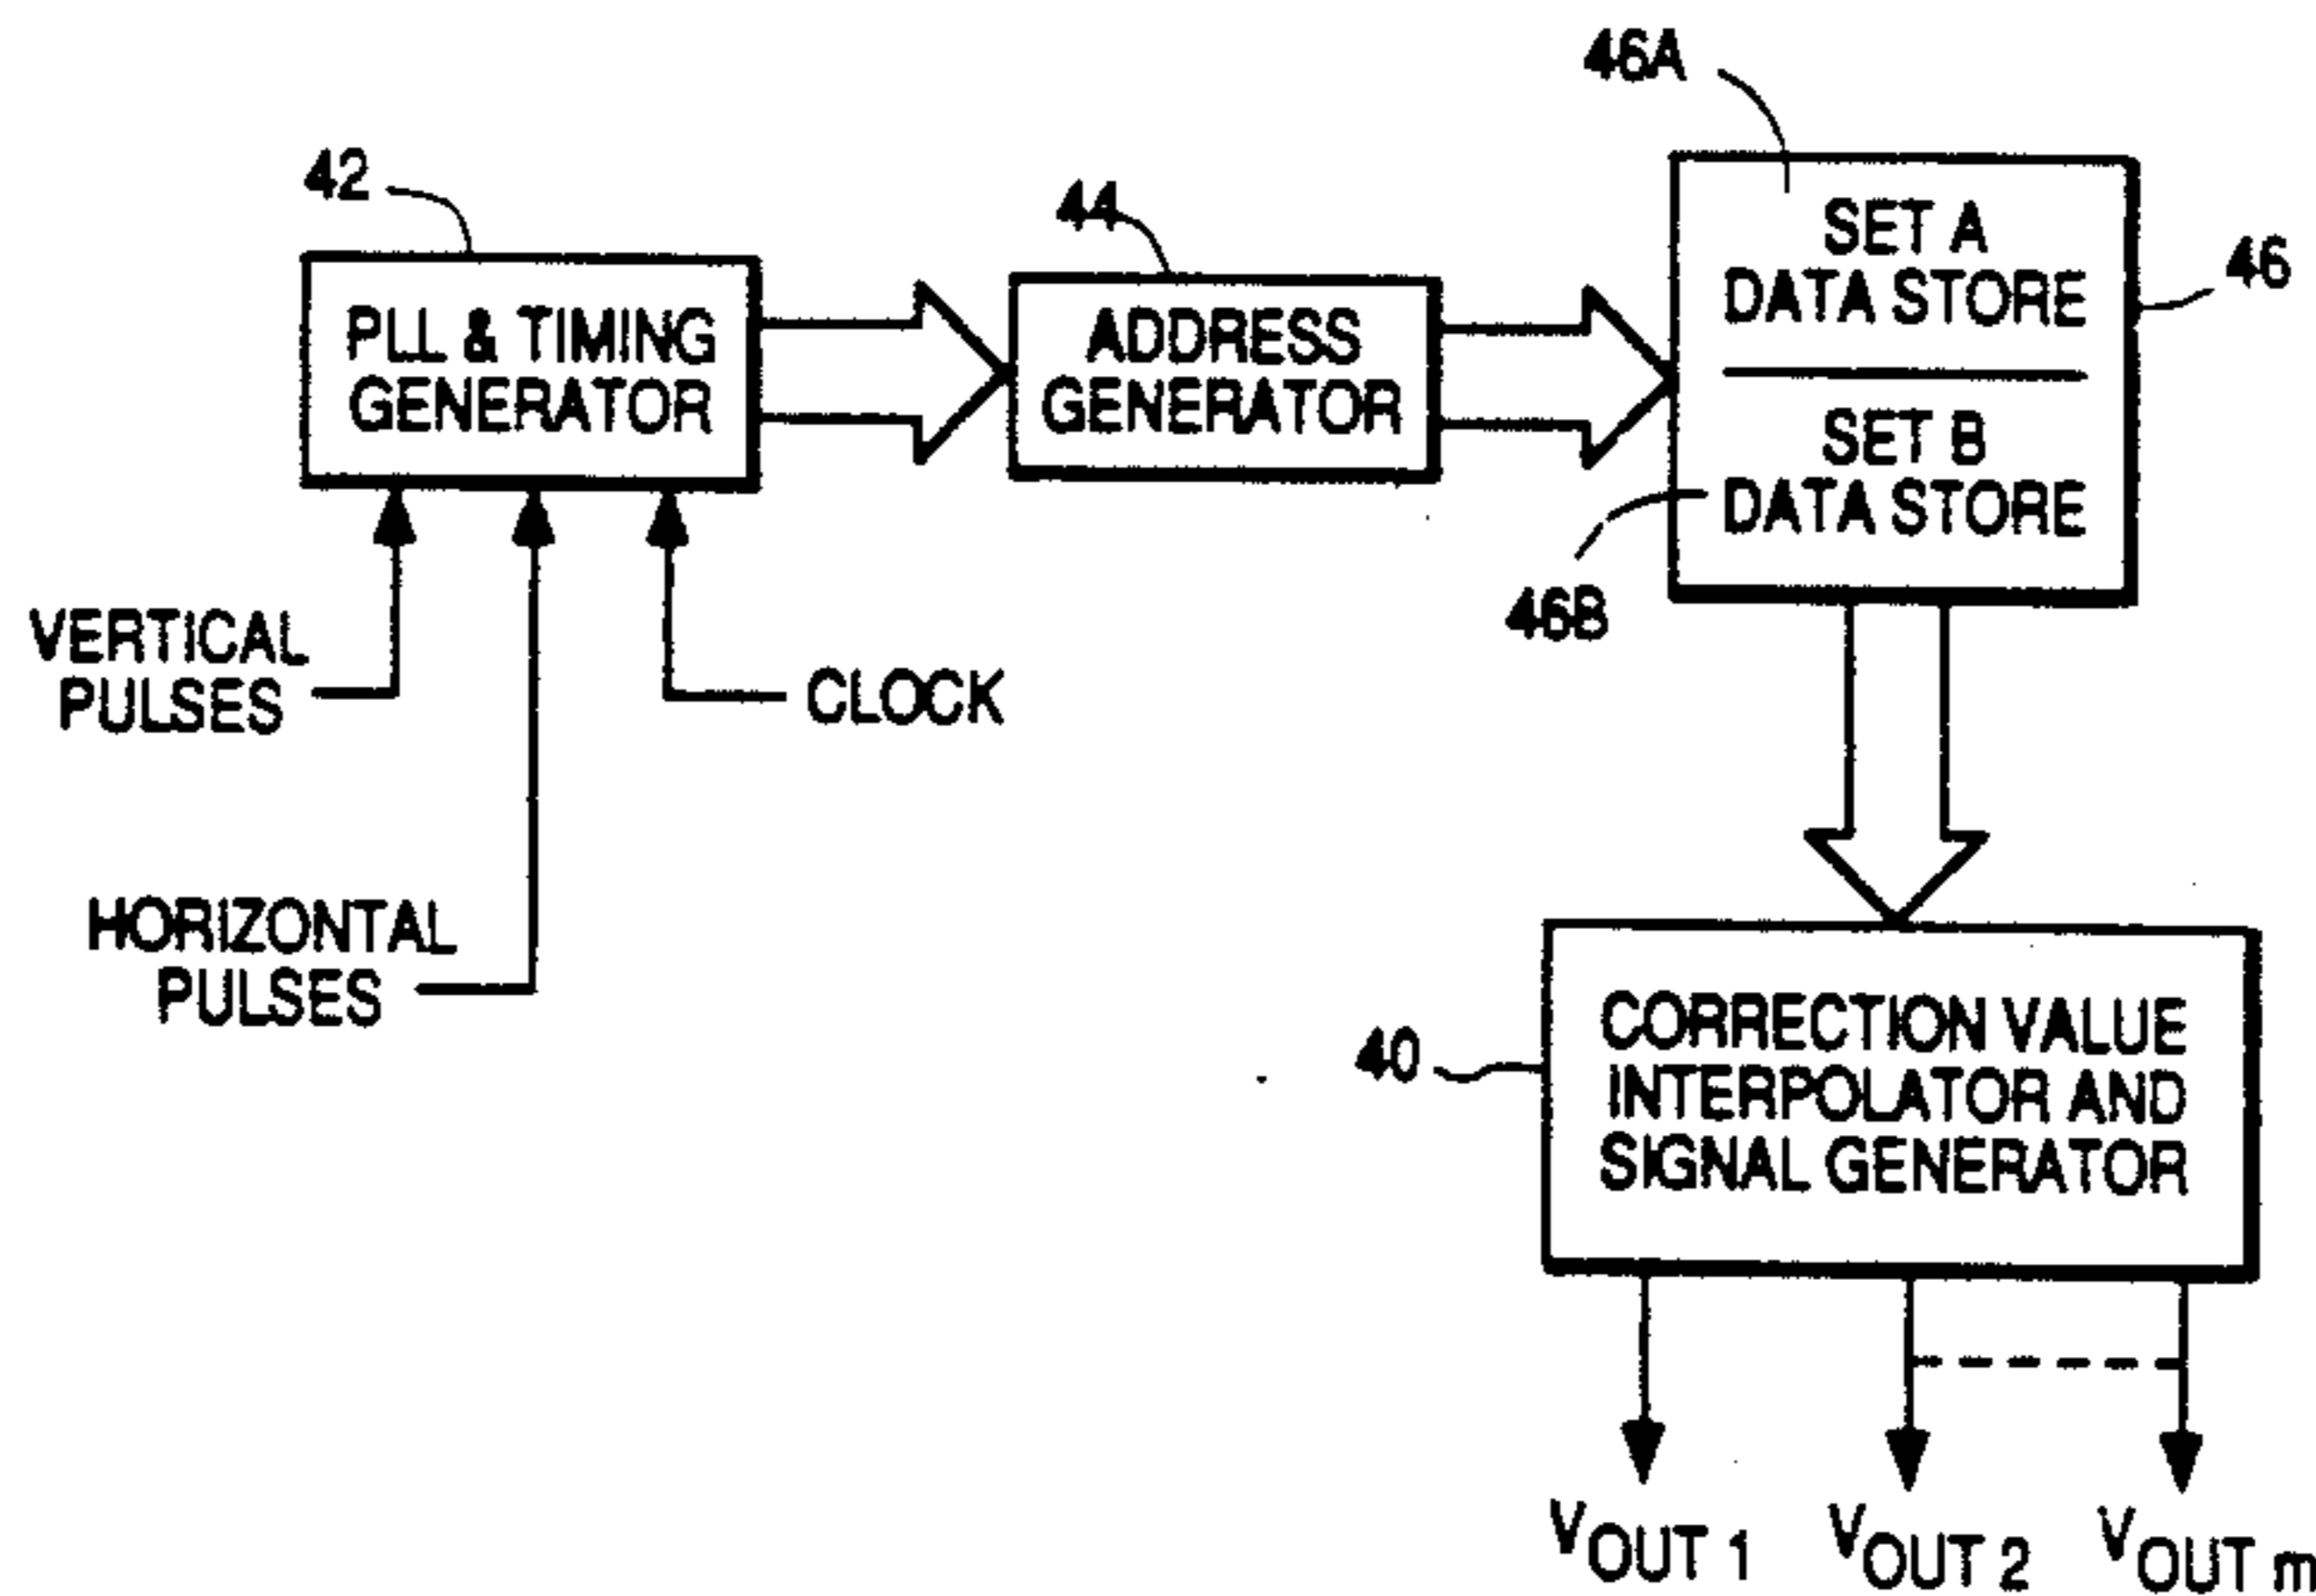 46A
42
44
SET A
DATA STORE
46
PLL & TIMING
GENERATOR
ADDRESS
GENERATOR
SET B
DATA STORE
46B
VERTICAL
PULSES
CLOCK
HORIZONTAL
PULSES
40
CORRECTION VALUE
INTERPOLATOR AND
SIGNAL GENERATOR
VOUT 1
VOUT 2
VOUT m